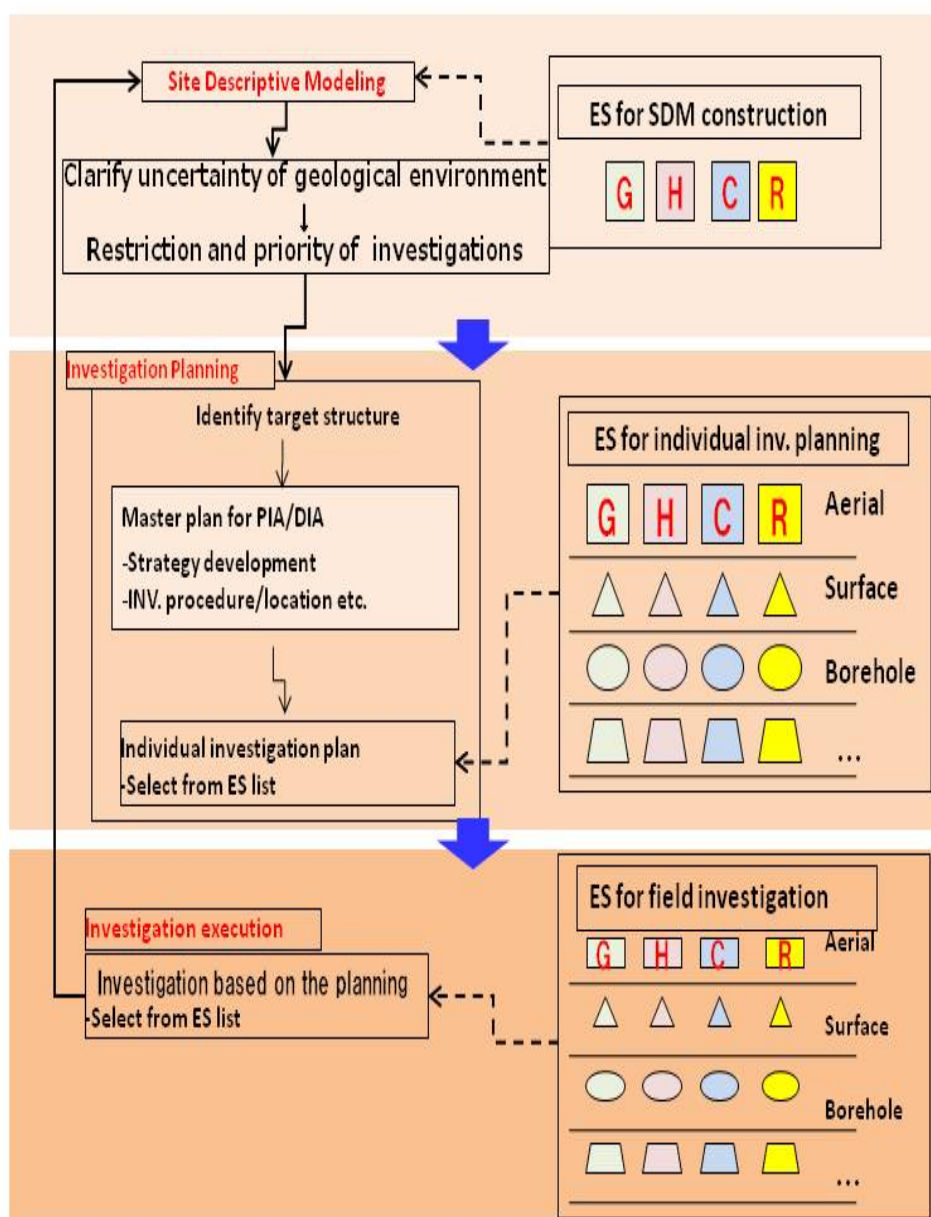 Site Descriptive Modeling
Clarify uncertainty of geological environment
Restriction and priority of investigations
ES for SDM construction
G H C R
Investigation Planning
Identify target structure
Master plan for PIA/DIA
-Strategy development
-INV. procedure/location etc.
Individual investigation plan
-Select from ES list
ES for individual inv. planning
G H C R Aerial
Surface
Borehole
...
Investigation execution
Investigation based on the planning
-Select from ES list
ES for field investigation
G H C R Aerial
Surface
Borehole
...